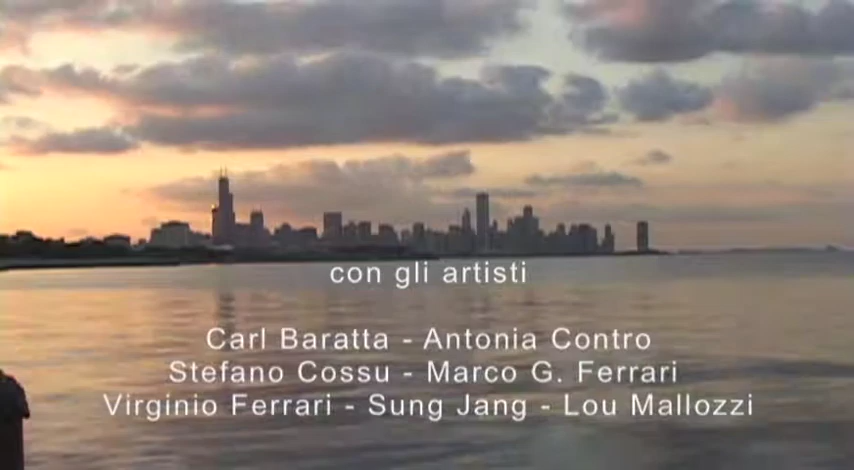 con gli artisti
Carl Baratta - Antonia Contro
Stefano Cossu - Marco G. Ferrari
Virginio Ferrari - Sung Jang - Lou Mallozzi